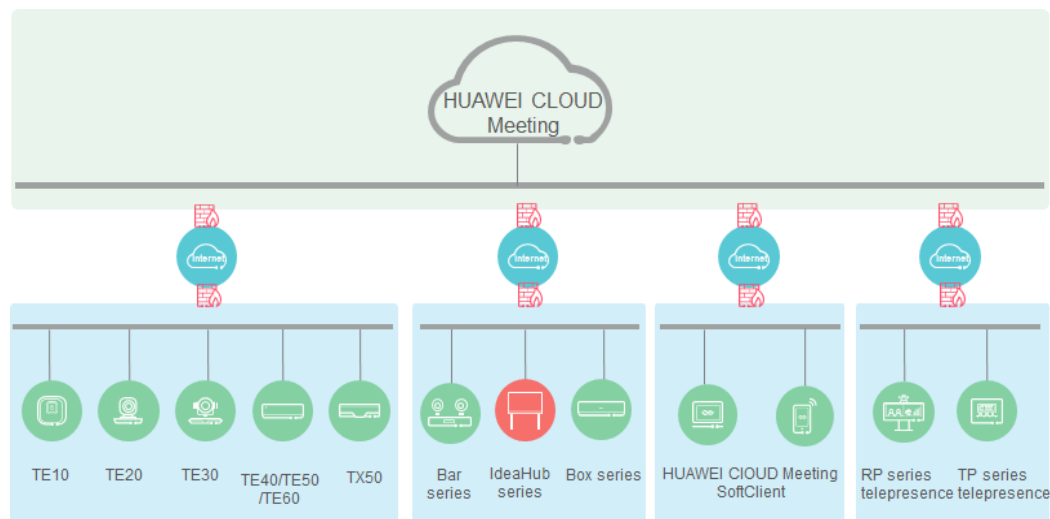 HUAWEI CLOUD
Meeting
Internet
Internet
Internet
Internet
TE10
TE20
TE30
TE40/TE50
/TE60
TX50
Bar
series
IdeaHub
series
Box series
HUAWEI ClOUD Meeting
SoftClient
RP series
telepresence
TP series
telepresence